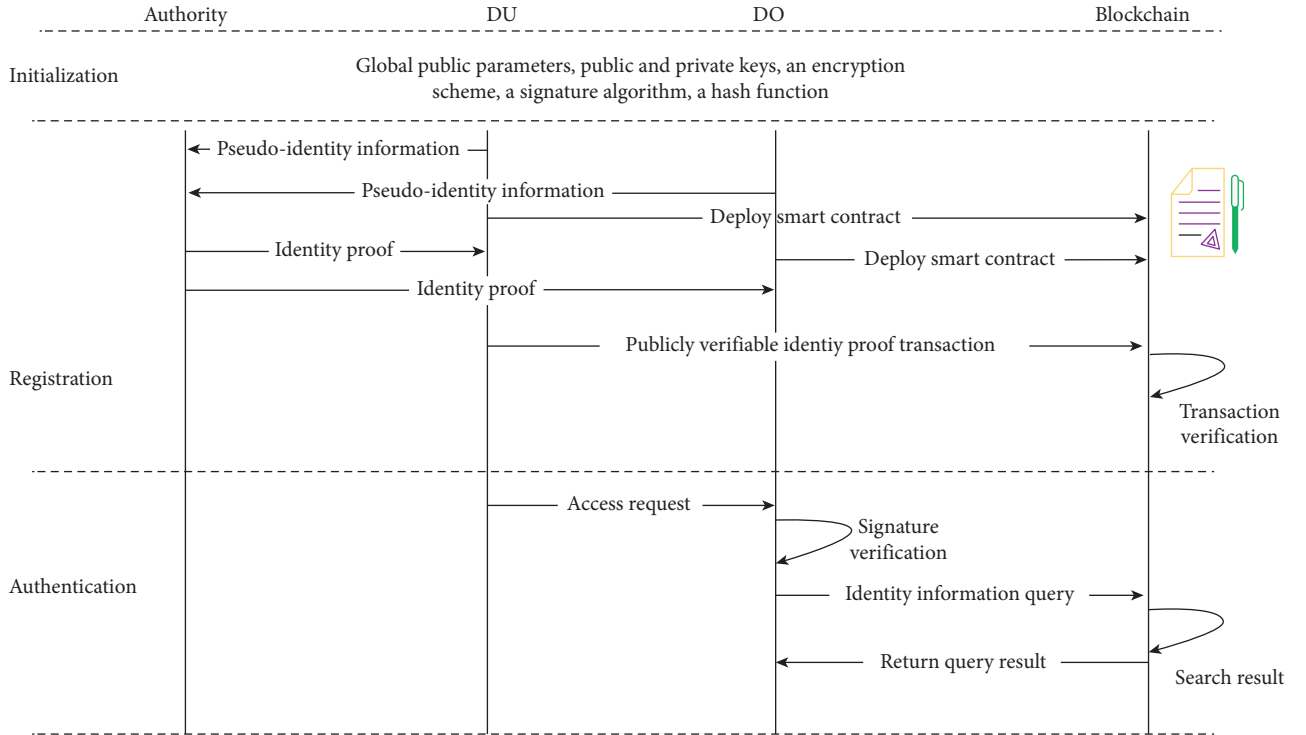 Authority
DU
DO
Blockchain
Initialization
Global public parameters, public and private keys, an encryption
scheme, a signature algorithm, a hash function
Pseudo-identity information
Pseudo-identity information
Deploy smart contract
Identity proof
Deploy smart contract
Identity proof
Publicly verifiable identiy proof transaction
Registration
Transaction
verification
Access request
Signature
verification
Authentication
Identity information query
Return query result
Search result